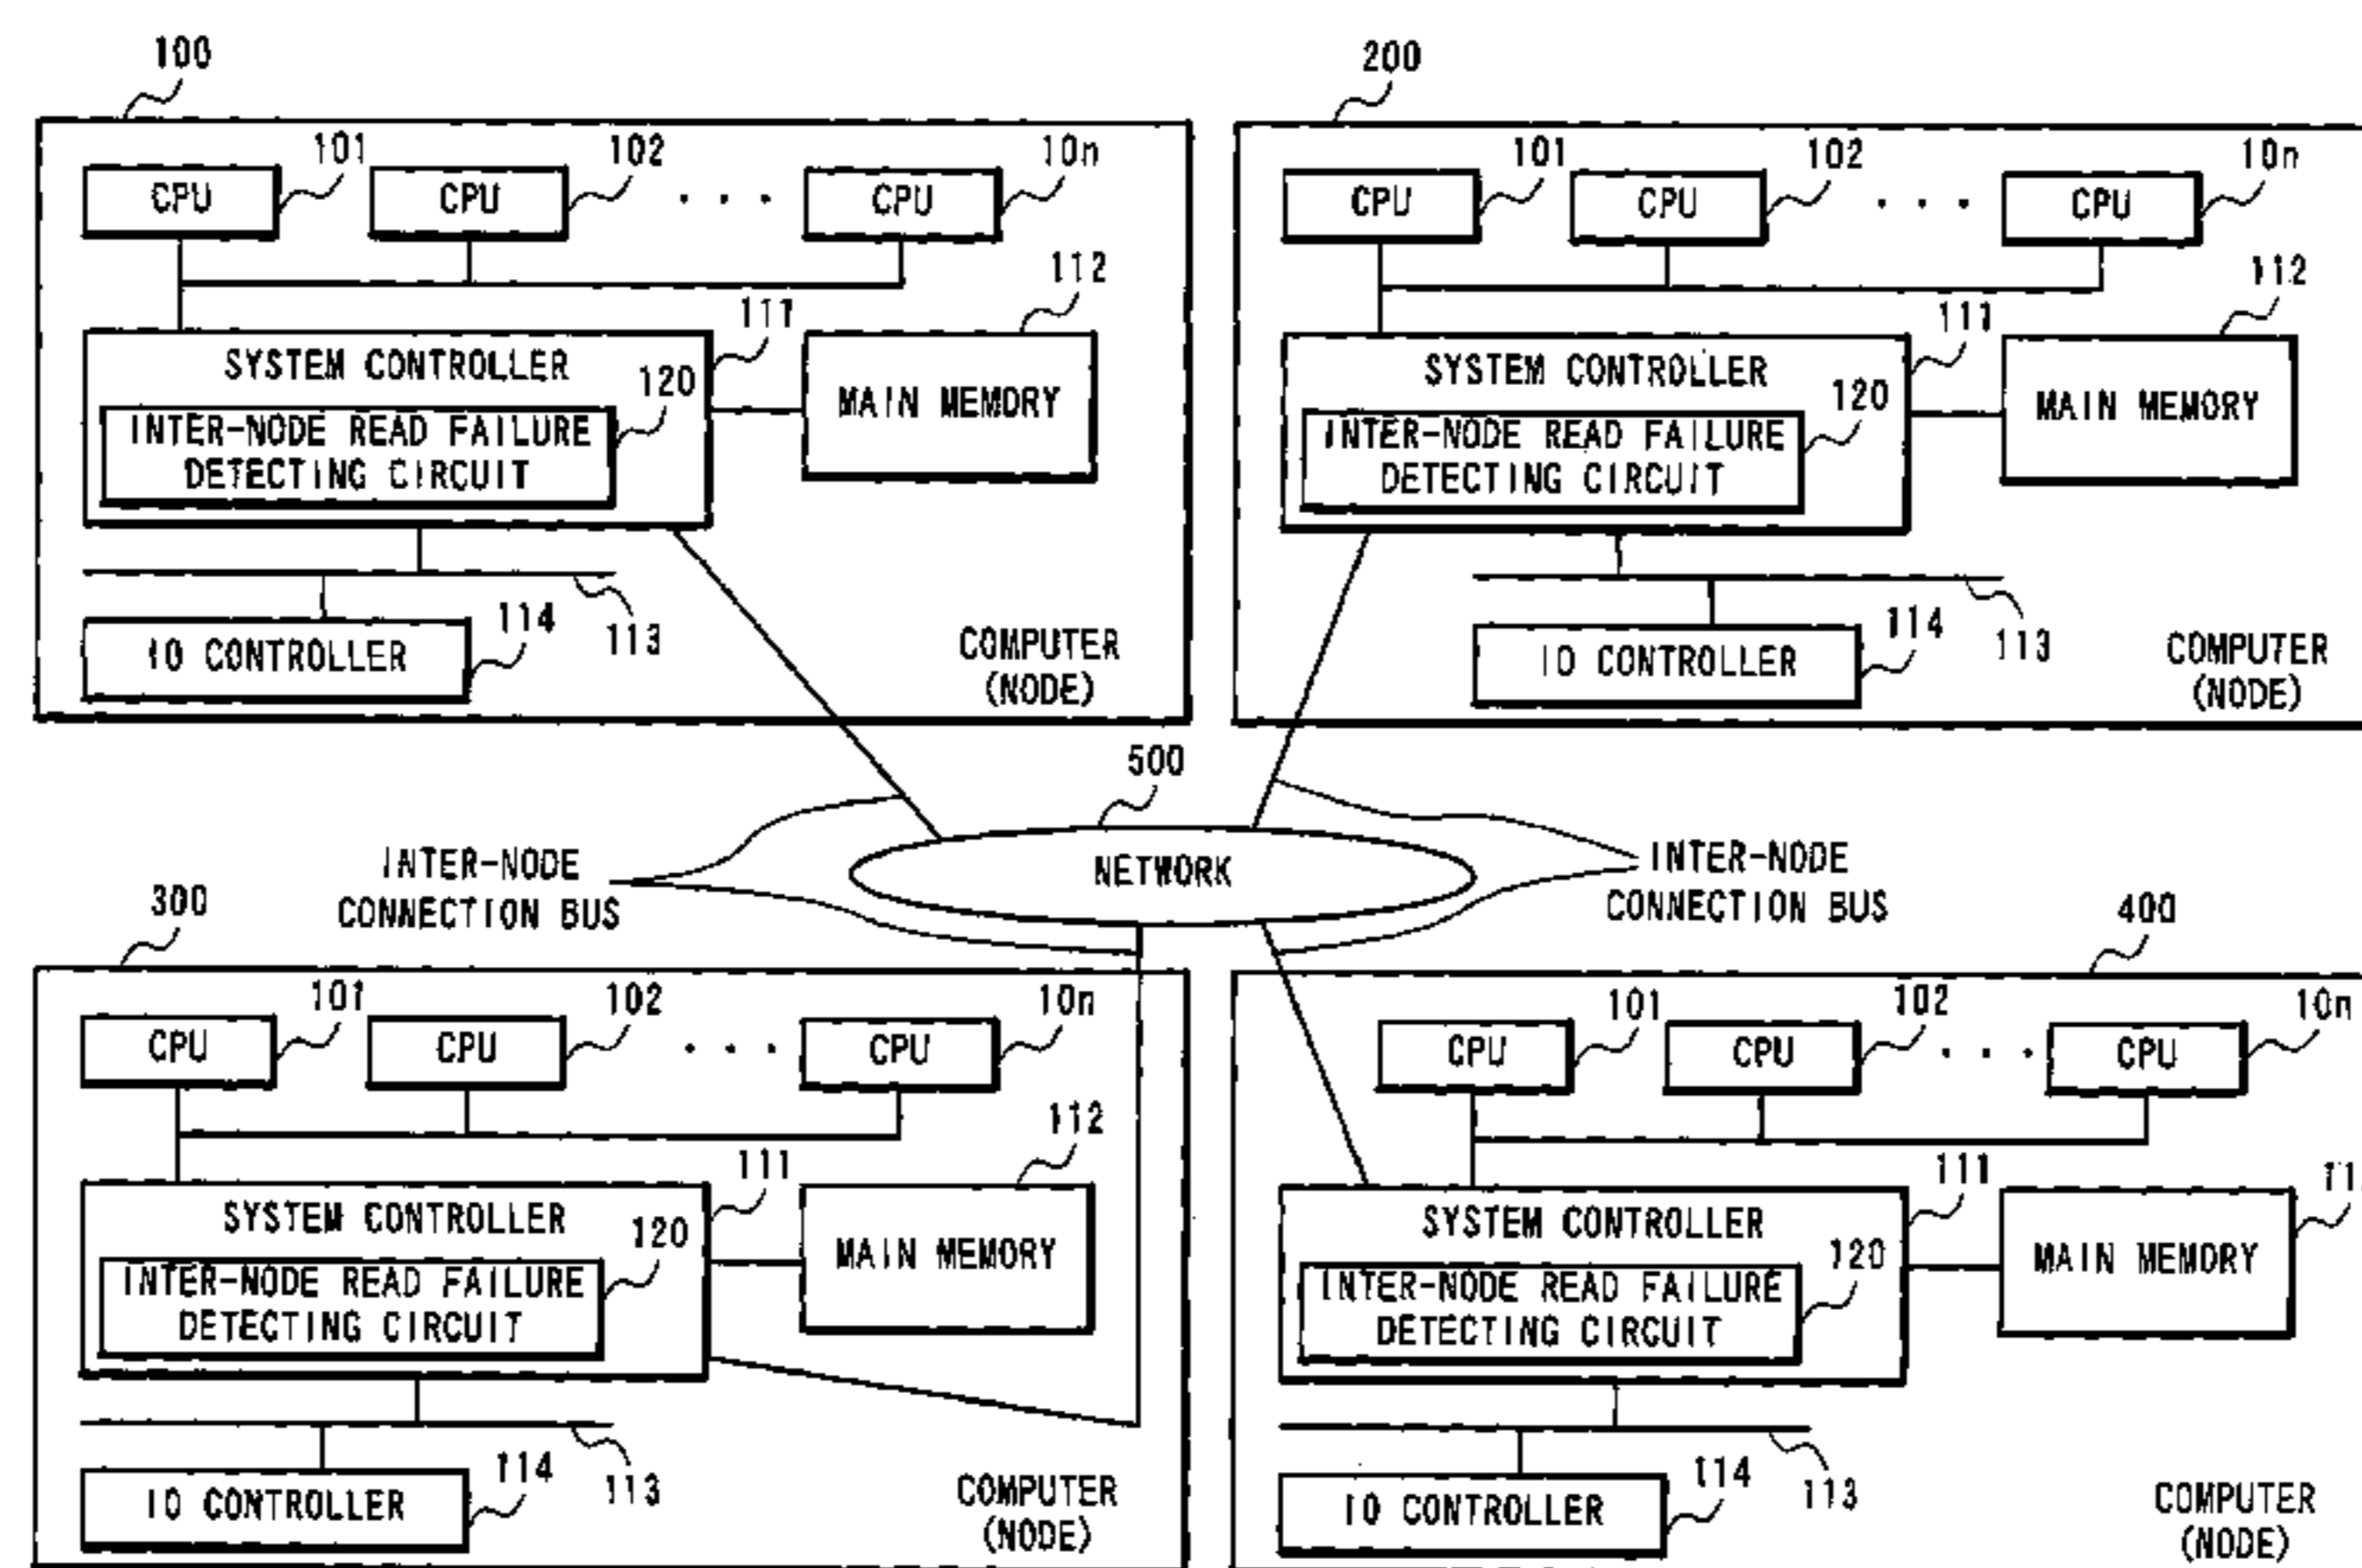 100
101
102
10n
CPU
CPU
. . .
CPU
112
111
SYSTEM CONTROLLER
120
MAIN MEMORY
INTER-NODE READ FAILURE
DETECTING CIRCUIT
114
113
IO CONTROLLER
COMPUTER
(NODE)
200
101
102
10n
CPU
CPU
. . .
CPU
112
111
SYSTEM CONTROLLER
120
MAIN MEMORY
INTER-NODE READ FAILURE
DETECTING CIRCUIT
114
113
IO CONTROLLER
COMPUTER
(NODE)
500
NETWORK
INTER-NODE
CONNECTION BUS
INTER-NODE
CONNECTION BUS
300
101
102
10n
CPU
CPU
. . .
CPU
112
111
SYSTEM CONTROLLER
120
MAIN MEMORY
INTER-NODE READ FAILURE
DETECTING CIRCUIT
114
113
IO CONTROLLER
COMPUTER
(NODE)
400
101
102
10n
CPU
CPU
. . .
CPU
111
SYSTEM CONTROLLER
120
MAIN MEMORY
INTER-NODE READ FAILURE
DETECTING CIRCUIT
114
113
IO CONTROLLER
COMPUTER
(NODE)